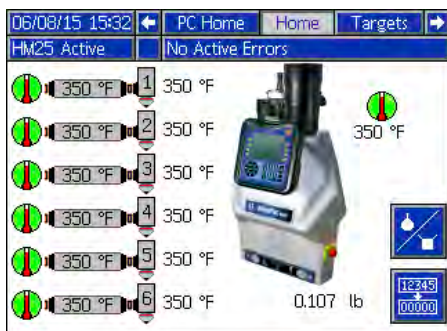 06/08/15 15:32 PC Home Home Targets
HM25 Active No Active Errors
350 °F 1 350 °F
350 °F 2 350 °F
350 °F 3 350 °F
350 °F 4 350 °F
350 °F 5 350 °F
350 °F 6 350 °F
350 °F
0.107 lb
12345
00000